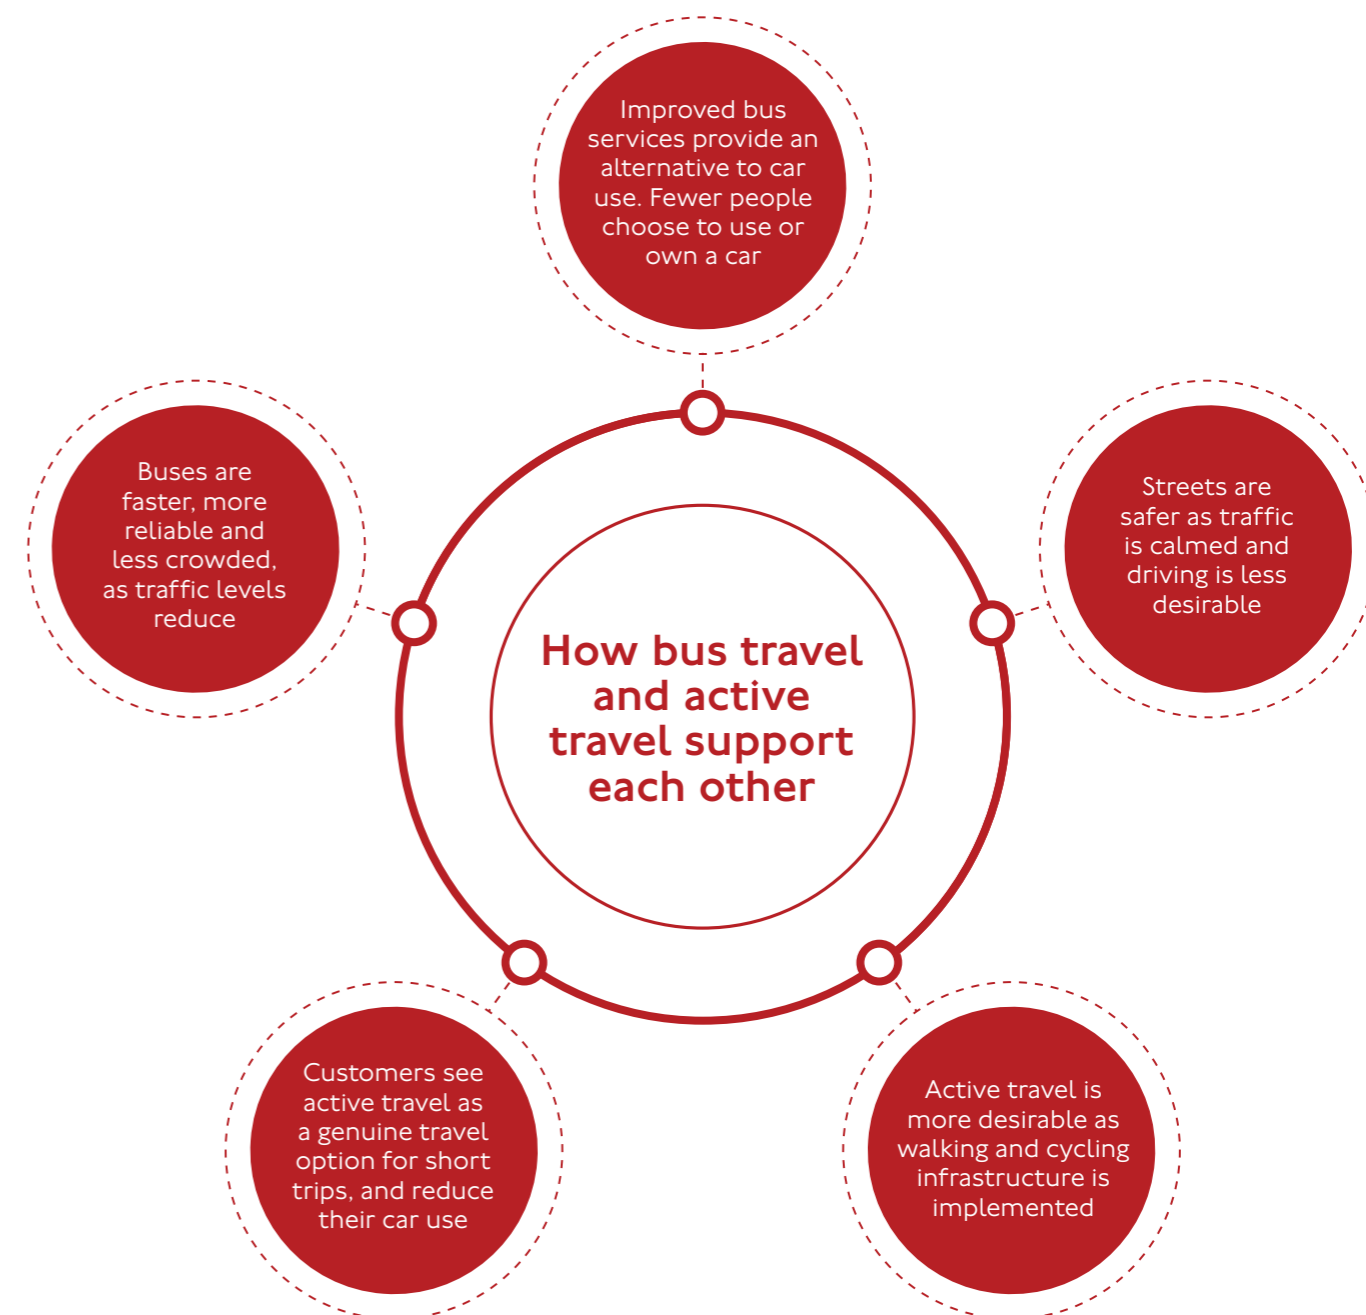 Improved bus
services provide an
alternative to car
use. Fewer people
choose to use or
own a car
Streets are
safer as traffic
is calmed and
driving is less
desirable
Active travel is
more desirable as
walking and cycling
infrastructure is
implemented
Customers see
active travel as
a genuine travel
option for short
trips, and reduce
their car use
Buses are
faster, more
reliable and
less crowded,
as traffic levels
reduce
How bus travel
and active
travel support
each other